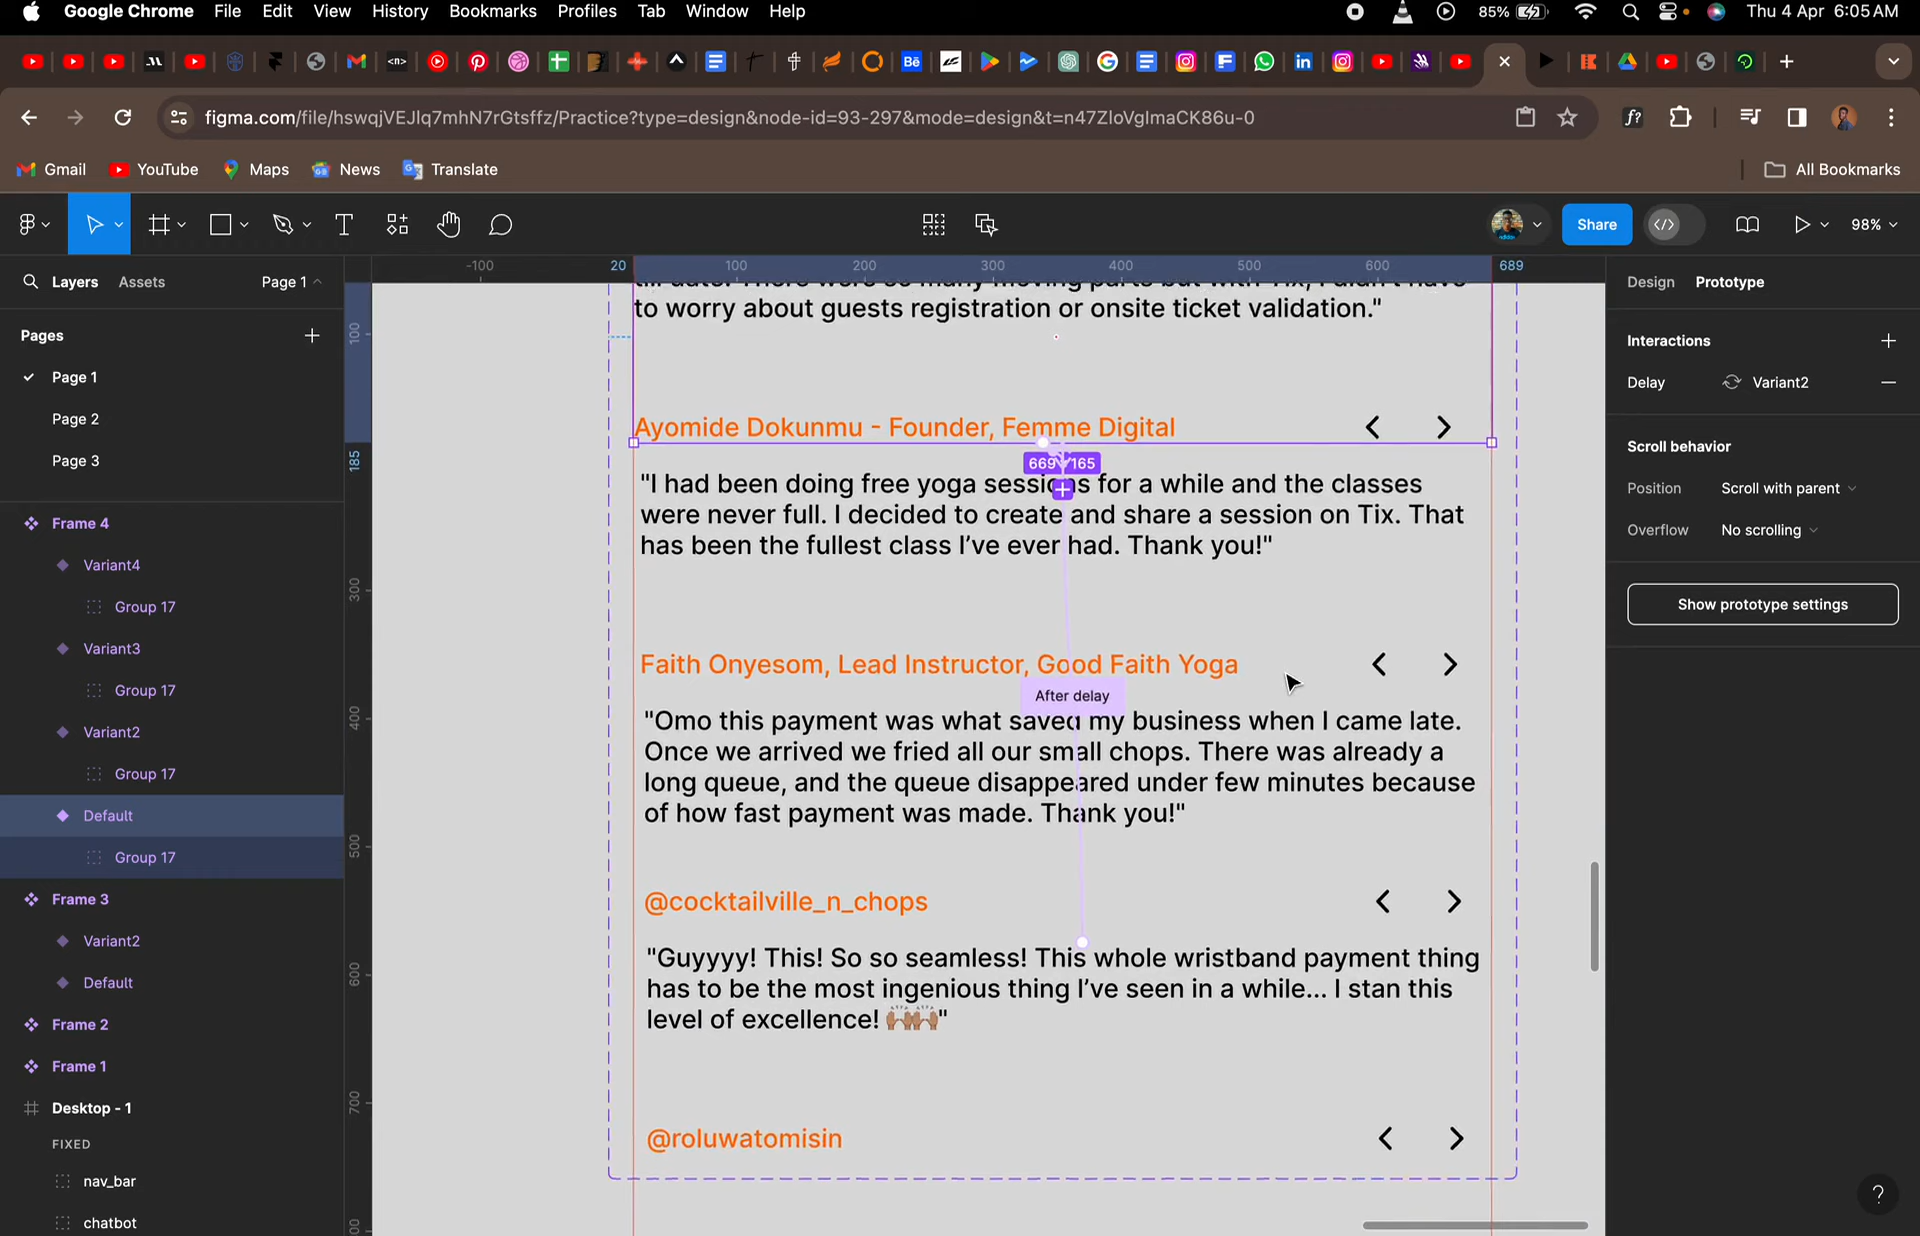 Google Chrome File Edit View History Bookmarks Profiles Tab Window Help 85% Thu 4 Apr 6:05 AM
figma.com/file/hswqjVEJlq7mhN7rGtsffz/Practice?type=design&node-id=93-297&mode=design&t=n47ZloVglmaCK86u-0
Gmail YouTube Maps News Translate All Bookmarks
Share 98%
Layers Assets Page 1
-100 20 100 200 300 400 500 600 689
Design Prototype
Pages
Page 1
Page 2
Page 3
Frame 4
Variant4
Group 17
Variant3
Group 17
Variant2
Group 17
Default
Group 17
Frame 3
Variant2
Default
Frame 2
Frame 1
Desktop - 1
FIXED
nav_bar
chatbot
100
185
300
400
500
600
700
to worry about guests registration or onsite ticket validation."
Ayomide Dokunmu - Founder, Femme Digital
669 165
"I had been doing free yoga sessions for a while and the classes
were never full. I decided to create and share a session on Tix. That
has been the fullest class I've ever had. Thank you!"
Faith Onyesom, Lead Instructor, Good Faith Yoga
After delay
"Omo this payment was what saved my business when I came late.
Once we arrived we fried all our small chops. There was already a
long queue, and the queue disappeared under few minutes because
of how fast payment was made. Thank you!"
@cocktailville_n_chops
"Guyyyy! This! So so seamless! This whole wristband payment thing
has to be the most ingenious thing I've seen in a while... I stan this
level of excellence! 🙌🏽🙌🏽"
@roluwatomisin
Interactions
Delay Variant2
Scroll behavior
Position Scroll with parent
Overflow No scrolling
Show prototype settings
?